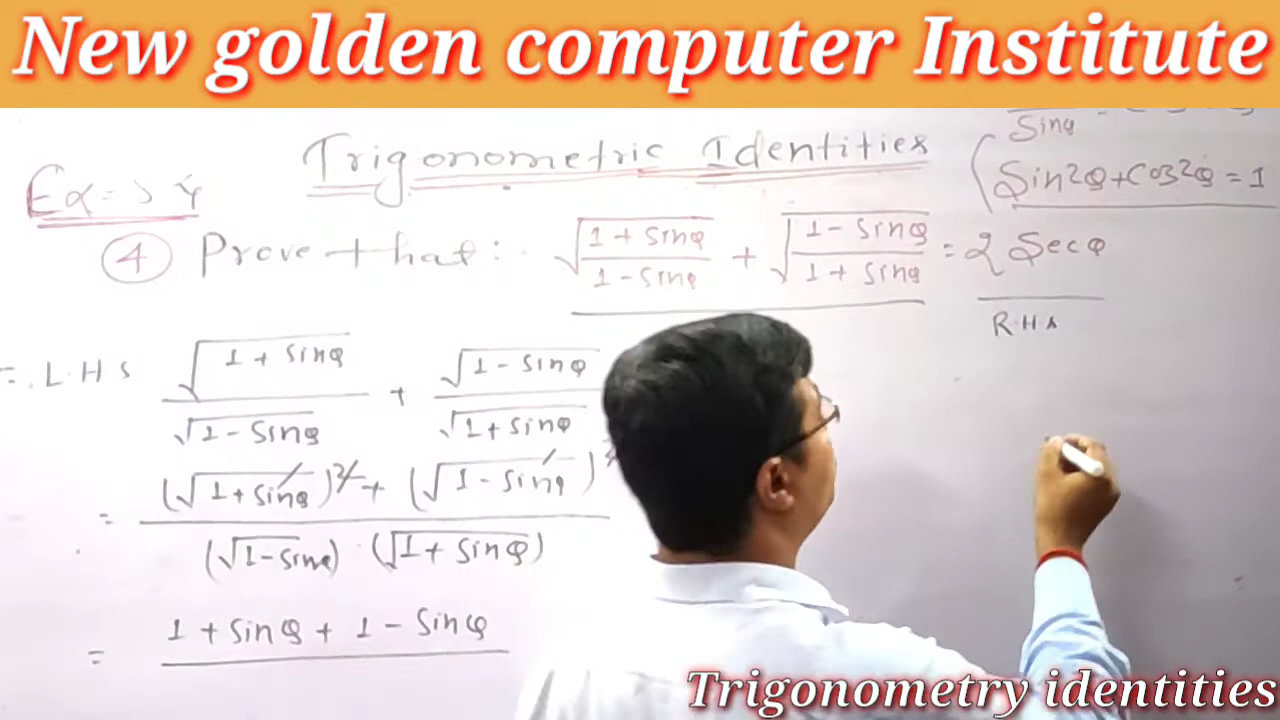 New golden computer Institute
Sinθ
Trigonometric Identities
Sin2θ+Cos2θ = 1
Ex = 5 4
④ Prove that :- √(1 + Sinθ / 1 - Sinθ) + √(1 - Sinθ / 1 + Sinθ) = 2 Secθ
R.H.S
= L.H.S √(1 + Sinθ) / √(1 - Sinθ) + √(1 - Sinθ) / √(1 + Sinθ)
= (√(1 + Sinθ))² + (√(1 - Sinθ))² / (√(1 - Sinθ)) · (√(1 + Sinθ))
= 1 + Sinθ + 1 - Sinθ
Trigonometry identities